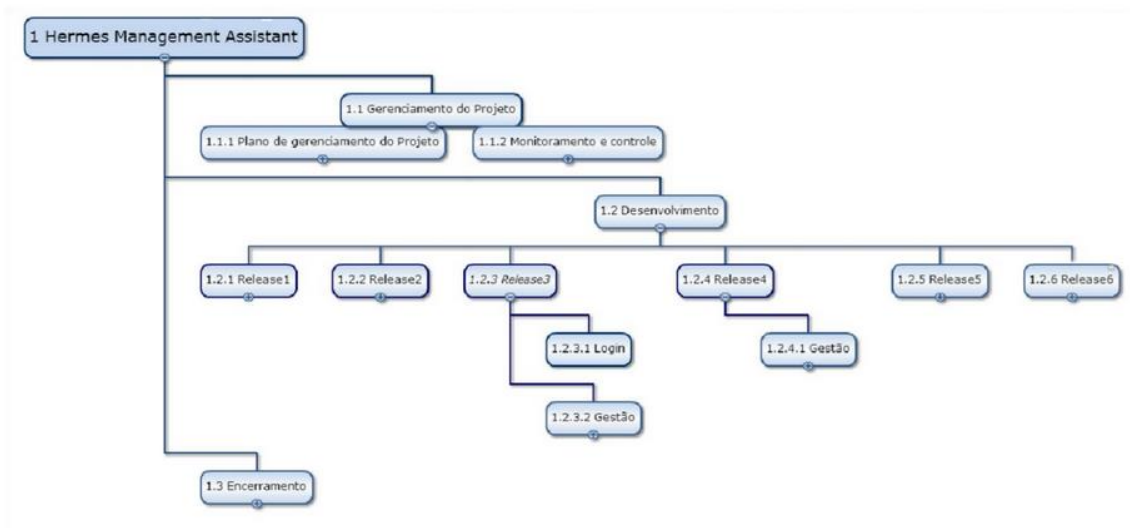 1 Hermes Management Assistant
1.1 Gerenciamento do Projeto
1.1.1 Plano de gerenciamento do Projeto
1.1.2 Monitoramento e controle
1.2 Desenvolvimento
1.2.1 Release1
1.2.2 Release2
1.2.3 Release3
1.2.4 Release4
1.2.5 Release5
1.2.6 Release6
1.2.3.1 Login
1.2.4.1 Gestão
1.2.3.2 Gestão
1.3 Encerramento